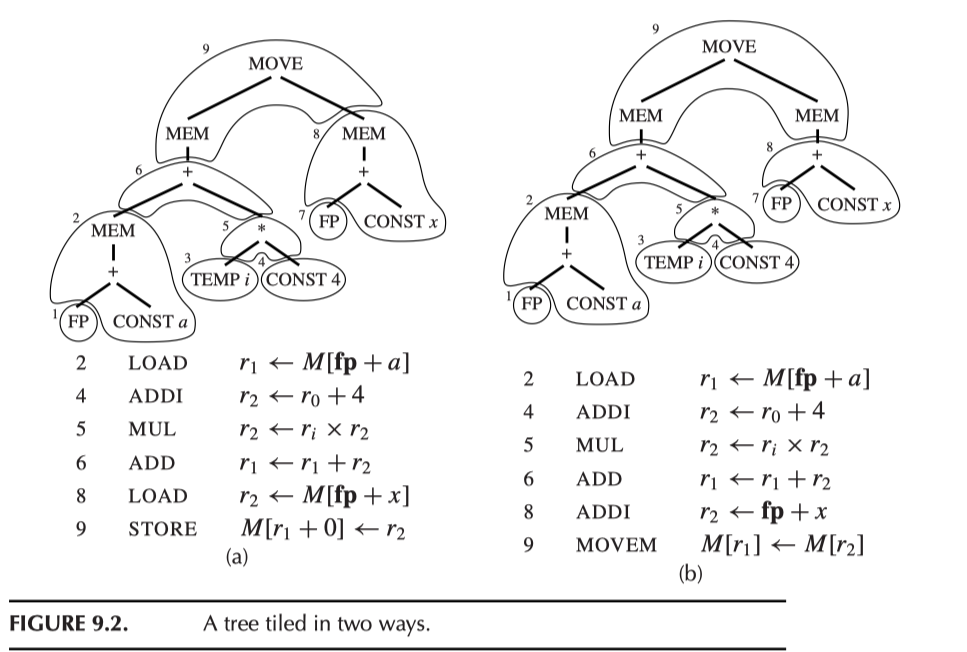 9
MOVE
MEM
8 MEM
6 +
+
2 MEM
5 *
7 FP CONST x
+
3 TEMP i 4 CONST 4
1 FP CONST a
2 LOAD r1 ← M[fp + a]
4 ADDI r2 ← r0 + 4
5 MUL r2 ← ri × r2
6 ADD r1 ← r1 + r2
8 LOAD r2 ← M[fp + x]
9 STORE M[r1 + 0] ← r2
(a)
9
MOVE
MEM MEM
6 +
8 +
2 MEM
5 *
7 FP CONST x
+
3 TEMP i 4 CONST 4
1 FP CONST a
2 LOAD r1 ← M[fp + a]
4 ADDI r2 ← r0 + 4
5 MUL r2 ← ri × r2
6 ADD r1 ← r1 + r2
8 ADDI r2 ← fp + x
9 MOVEM M[r1] ← M[r2]
(b)
FIGURE 9.2. A tree tiled in two ways.